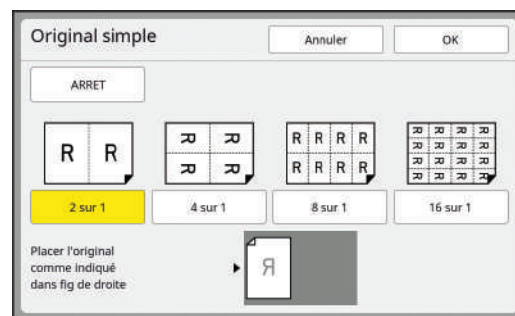 Original simple
Annuler
OK
ARRET
R R
R R
R R
R R R R
R R R R
R R R R
R R R R
R R R R
R R R R
2 sur 1
4 sur 1
8 sur 1
16 sur 1
Placer l'original
comme indiqué
dans fig de droite
R